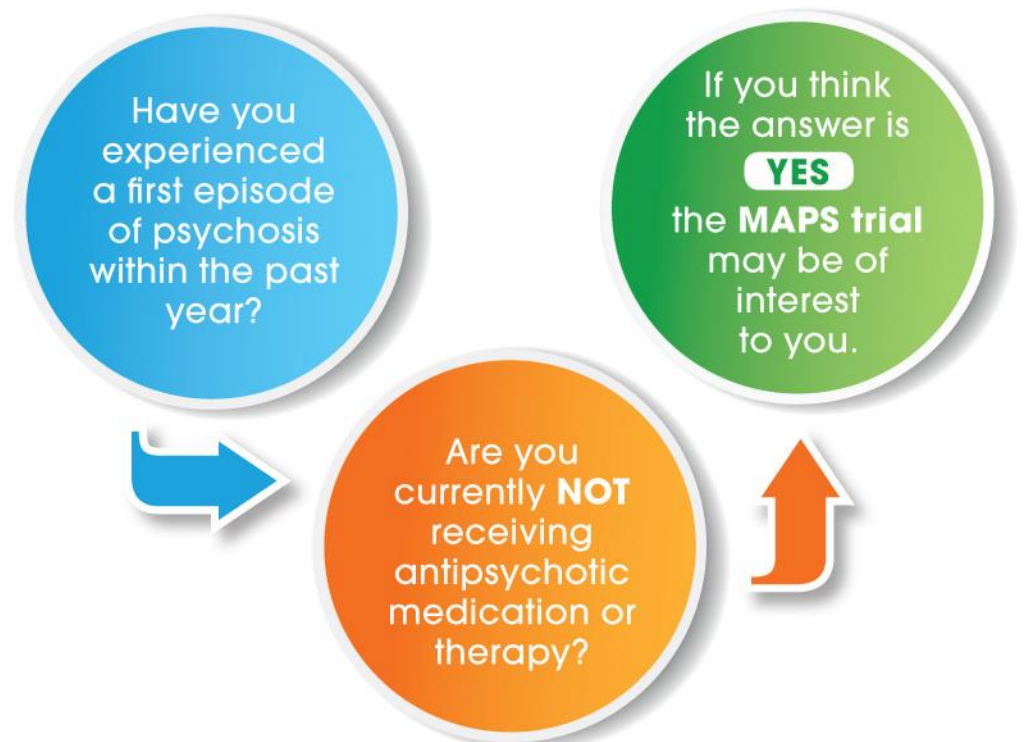 Have you
experienced
a first episode
of psychosis
within the past
year?
Are you
currently NOT
receiving
antipsychotic
medication or
therapy?
If you think
the answer is
YES
the MAPS trial
may be of
interest
to you.